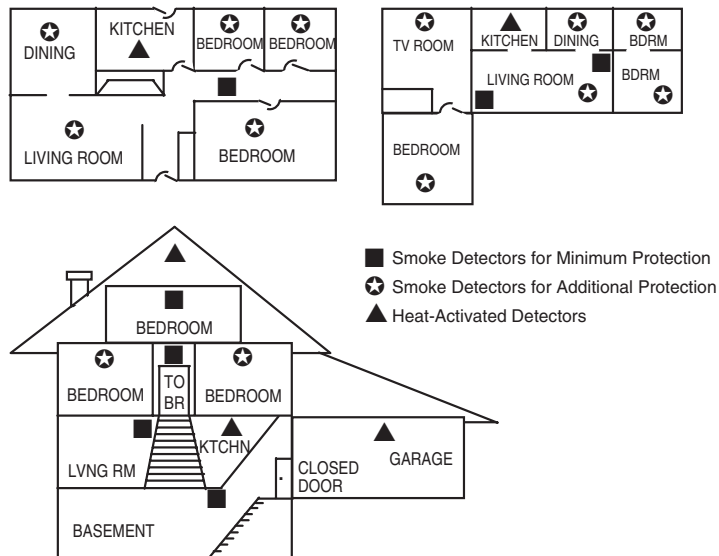 DINING
KITCHEN
BEDROOM
BEDROOM
LIVING ROOM
BEDROOM
TV ROOM
KITCHEN
DINING
BDRM
LIVING ROOM
BDRM
BEDROOM
Smoke Detectors for Minimum Protection
Smoke Detectors for Additional Protection
Heat-Activated Detectors
BEDROOM
BEDROOM
TO
BR
BEDROOM
LVNG RM
KTCHN
CLOSED
DOOR
GARAGE
BASEMENT